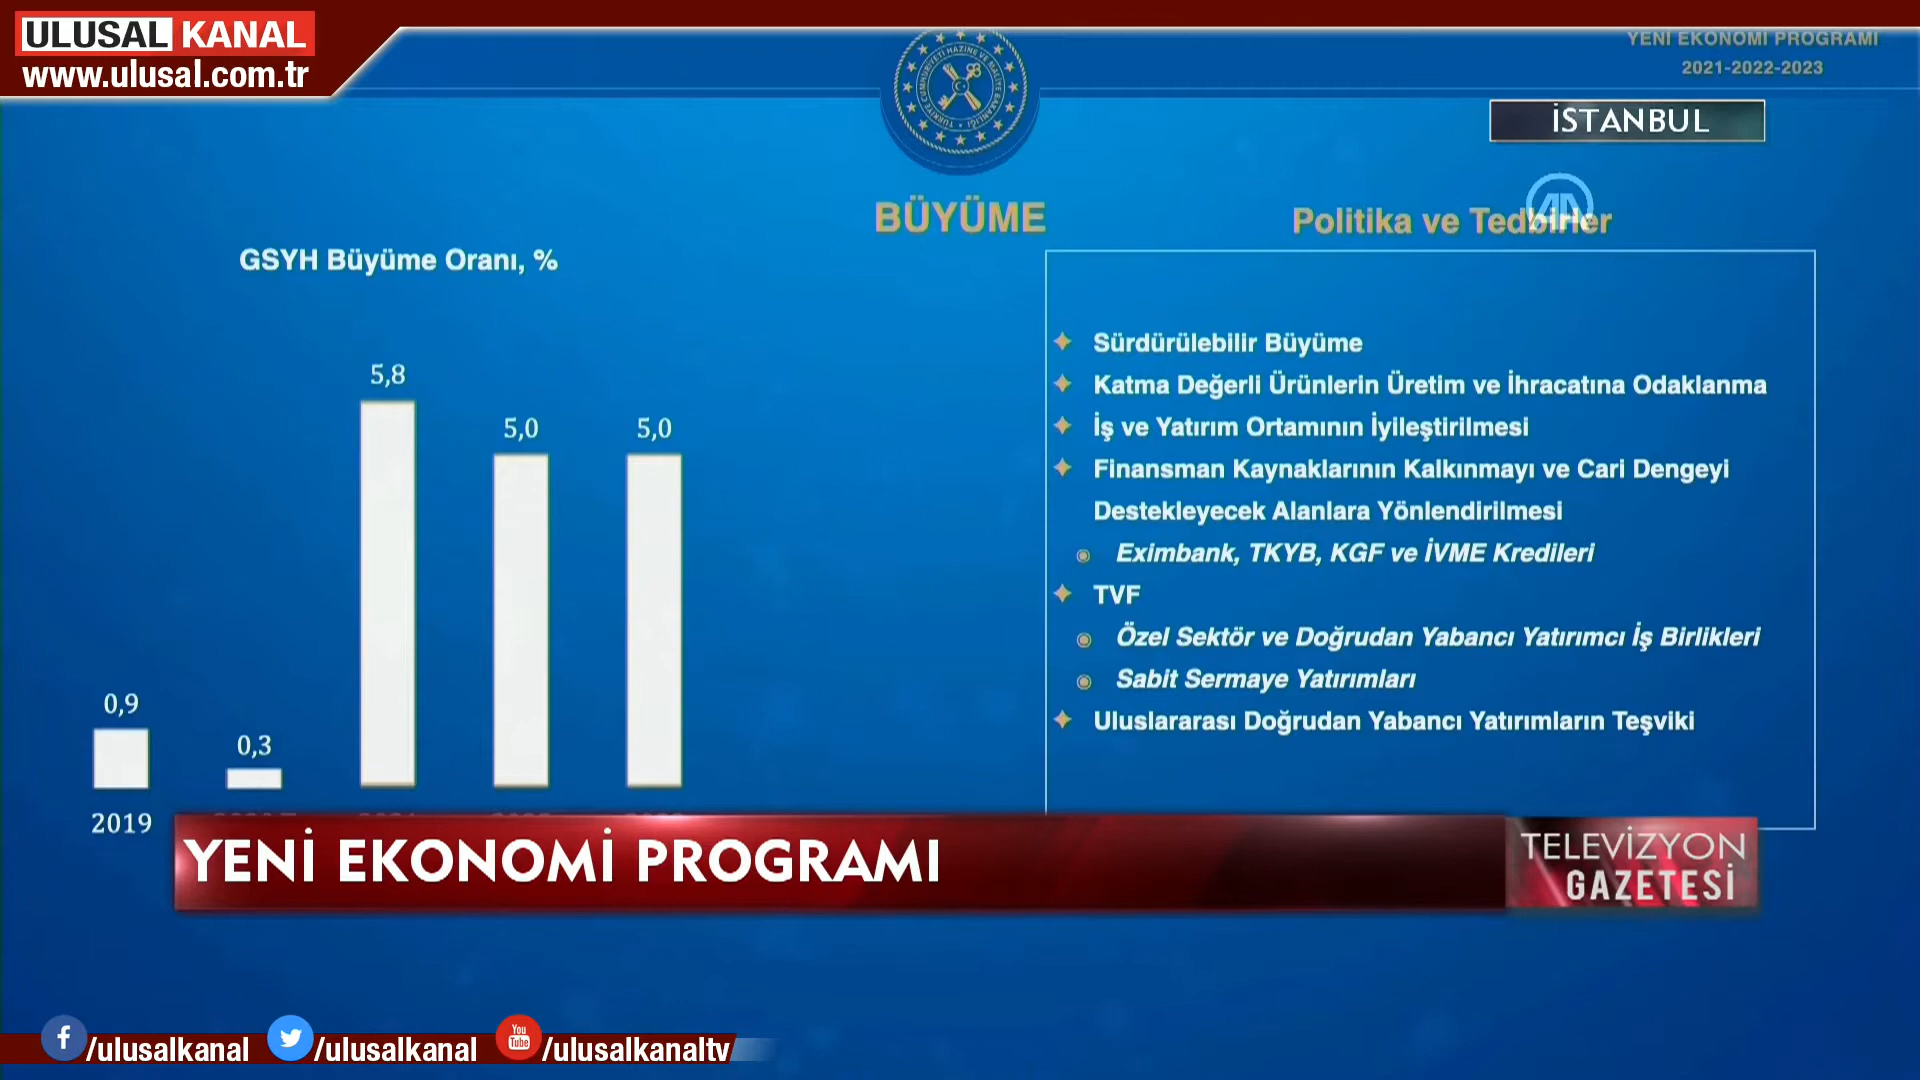 ULUSAL KANAL
www.ulusal.com.tr
YENİ EKONOMİ PROGRAMI
2021-2022-2023
İSTANBUL
BÜYÜME
Politika ve Tedbirler
GSYH Büyüme Oranı, %
5,8
5,0
5,0
0,9
0,3
2019
Sürdürülebilir Büyüme
Katma Değerli Ürünlerin Üretim ve İhracatına Odaklanma
İş ve Yatırım Ortamının İyileştirilmesi
Finansman Kaynaklarının Kalkınmayı ve Cari Dengeyi
Destekleyecek Alanlara Yönlendirilmesi
Eximbank, TKYB, KGF ve İVME Kredileri
TVF
Özel Sektör ve Doğrudan Yabancı Yatırımcı İş Birlikleri
Sabit Sermaye Yatırımları
Uluslararası Doğrudan Yabancı Yatırımların Teşviki
YENİ EKONOMİ PROGRAMI
TELEVİZYON
GAZETESİ
/ulusalkanal
/ulusalkanal
You
Tube
/ulusalkanaltv